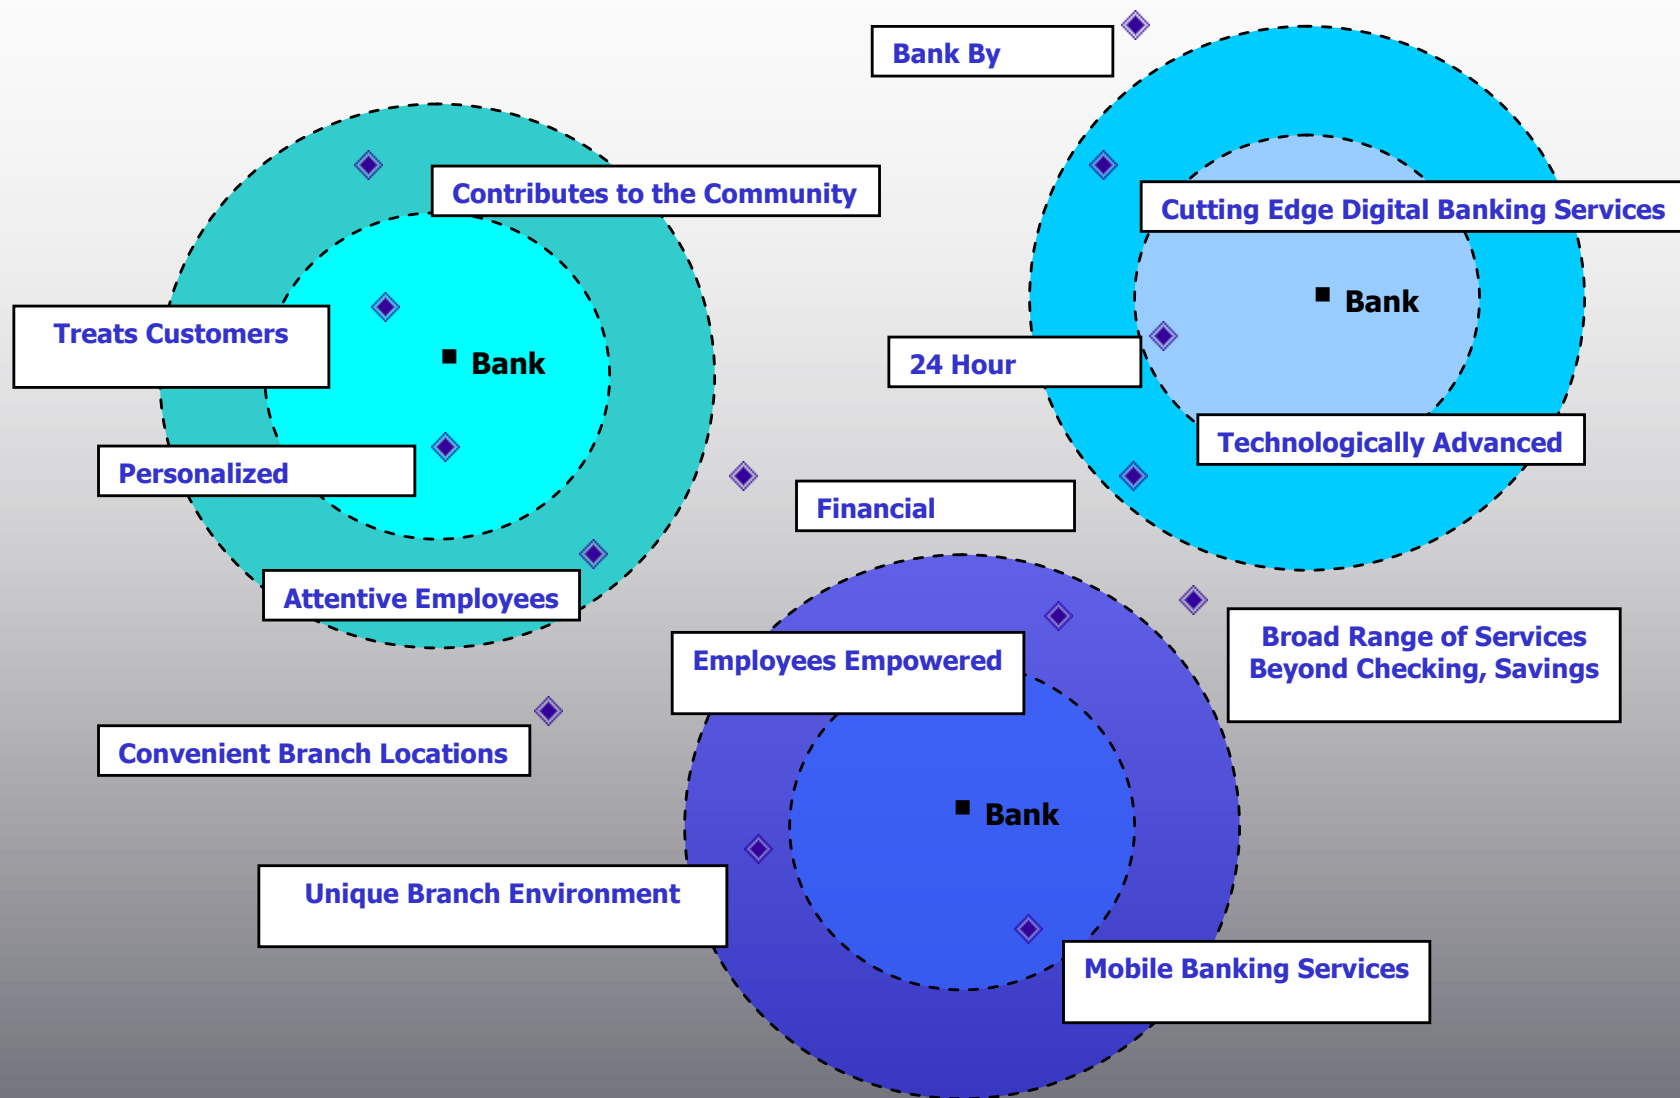 Bank By
Contributes to the Community
Cutting Edge Digital Banking Services
Bank
Treats Customers
Bank
24 Hour
Technologically Advanced
Personalized
Financial
Attentive Employees
Employees Empowered
Broad Range of Services
Beyond Checking, Savings
Convenient Branch Locations
Bank
Unique Branch Environment
Mobile Banking Services